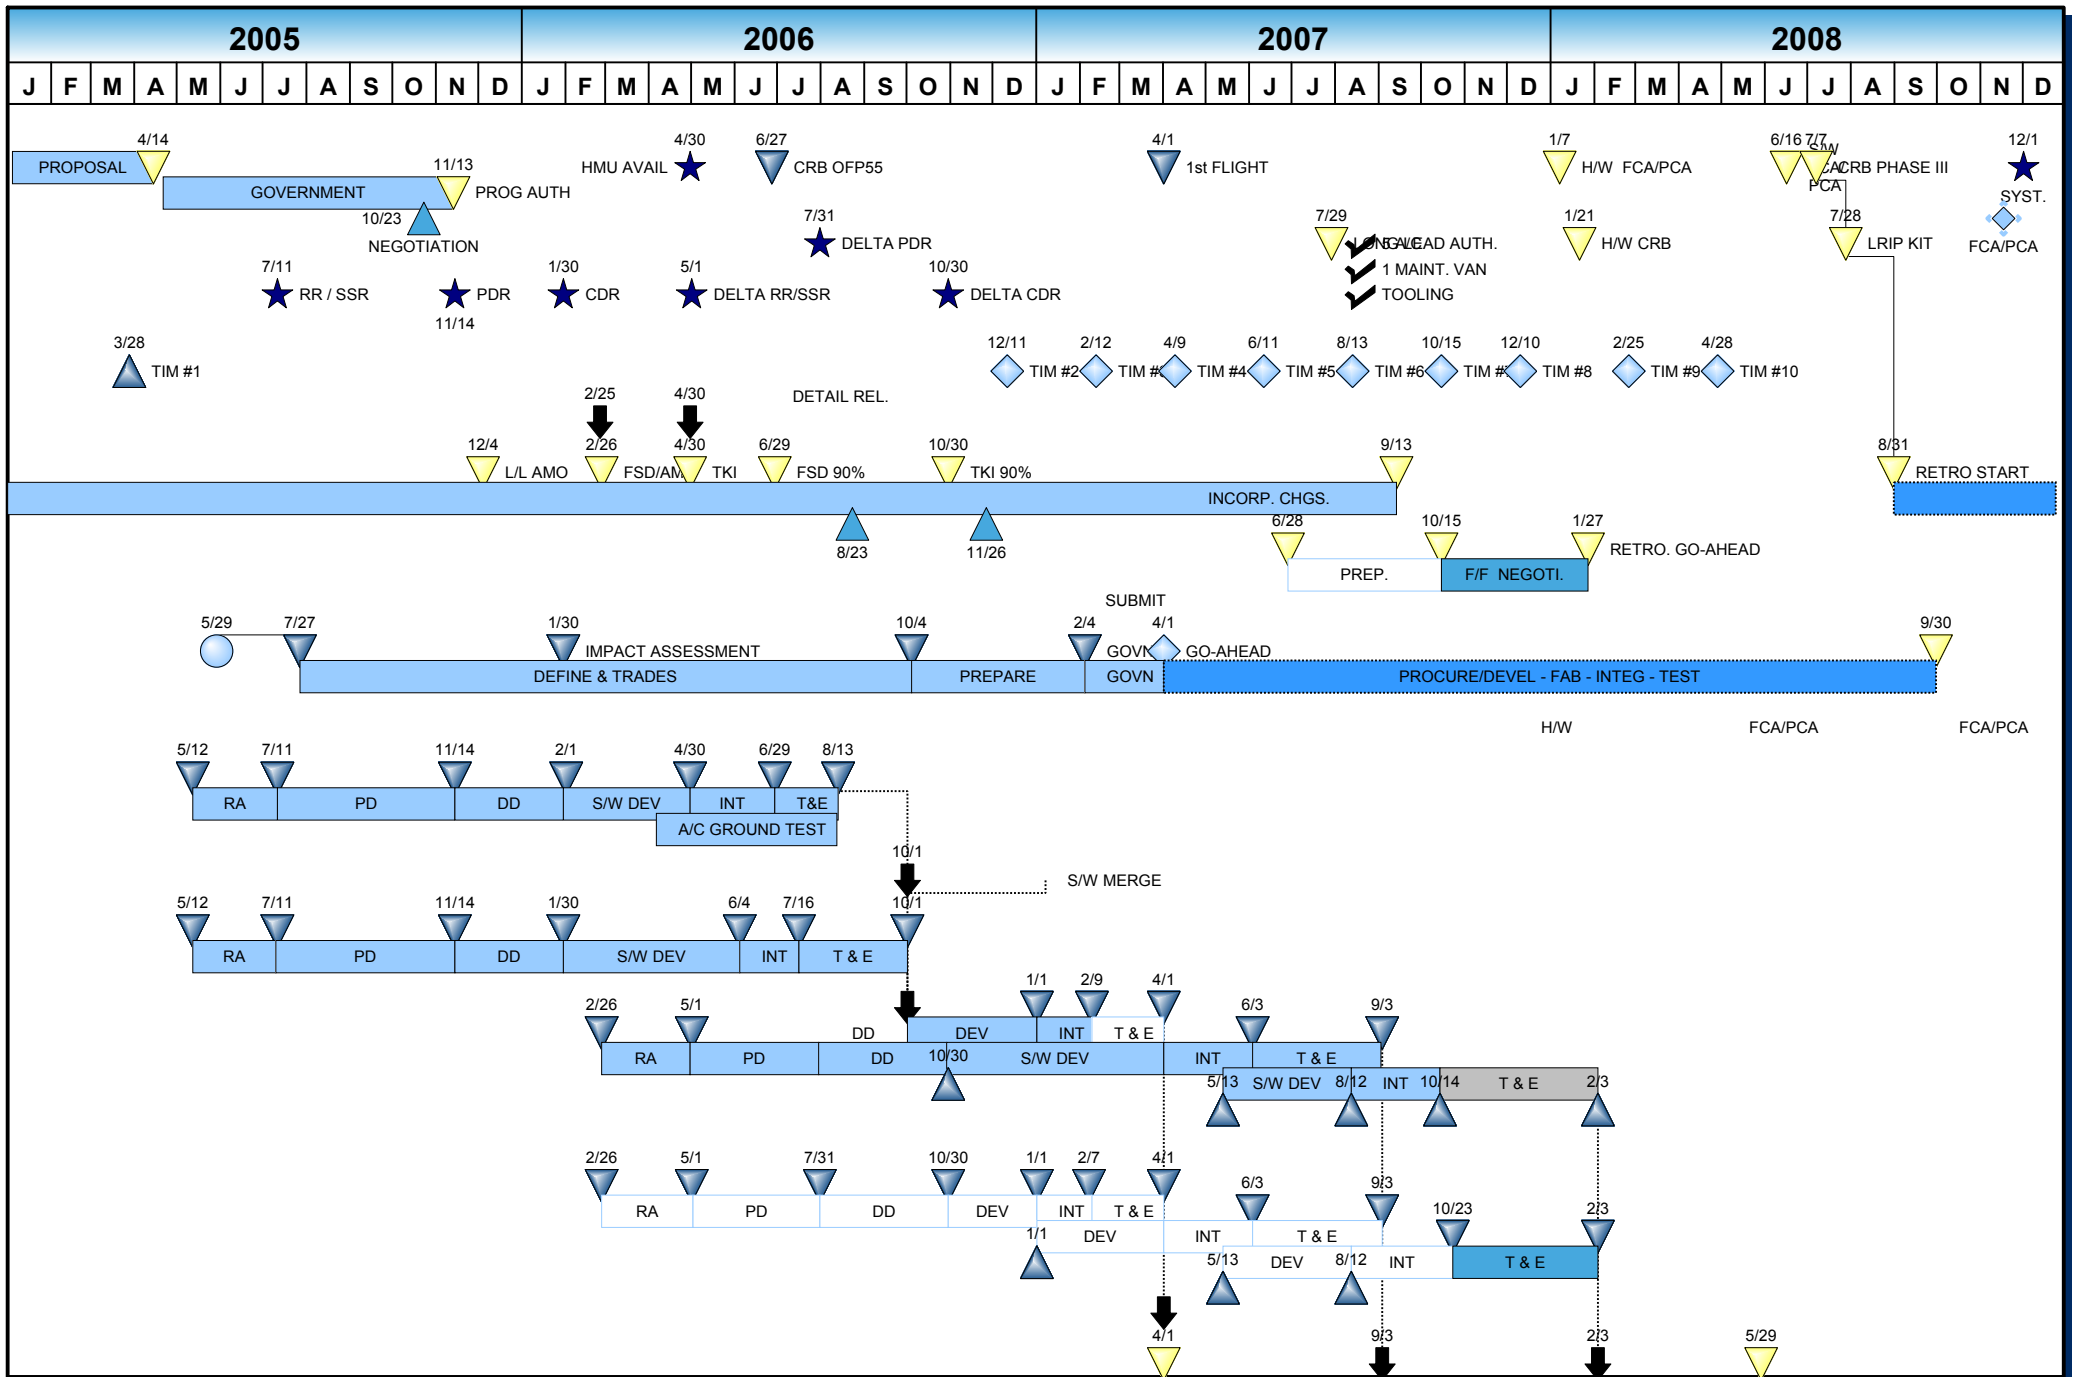 2005 2006 2007 2008
J F M A M J J A S O N D J F M A M J J A S O N D J F M A M J J A S O N D J F M A M J J A S O N D
4/14 4/30 6/27 4/1 1/7 6/16 7/7 12/1
PROPOSAL HMU AVAIL CRB OFP55 1st FLIGHT H/W FCA/PCA S/W FCA/ PCA CRB PHASE III
11/13
GOVERNMENT PROG AUTH SYST.
10/23 7/31 7/29 1/21 7/28
NEGOTIATION DELTA PDR LONG-LEAD AUTH. H/W CRB LRIP KIT FCA/PCA
7/11 1/30 5/1 10/30 1 MAINT. VAN
RR / SSR PDR CDR DELTA RR/SSR DELTA CDR TOOLING
11/14
3/28 12/11 2/12 4/9 6/11 8/13 10/15 12/10 2/25 4/28
TIM #1 TIM #2 TIM #3 TIM #4 TIM #5 TIM #6 TIM #7 TIM #8 TIM #9 TIM #10
2/25 4/30 DETAIL REL.
12/4 2/26 4/30 6/29 10/30 9/13 8/31
L/L AMO FSD/AM TKI FSD 90% TKI 90% RETRO START
INCORP. CHGS.
6/28 10/15 1/27
8/23 11/26 RETRO. GO-AHEAD
PREP. F/F NEGOTI.
SUBMIT
5/29 7/27 1/30 10/4 2/4 4/1 9/30
IMPACT ASSESSMENT GOVN GO-AHEAD
DEFINE & TRADES PREPARE GOVN PROCURE/DEVEL - FAB - INTEG - TEST
H/W FCA/PCA FCA/PCA
5/12 7/11 11/14 2/1 4/30 6/29 8/13
RA PD DD S/W DEV INT T&E
A/C GROUND TEST
10/1
S/W MERGE
5/12 7/11 11/14 1/30 6/4 7/16 10/1
RA PD DD S/W DEV INT T & E
1/1 2/9 4/1
2/26 5/1 6/3 9/3
DD DEV INT T & E
RA PD DD 10/30 S/W DEV INT T & E
5/13 S/W DEV 8/12 INT 10/14 T & E 2/3
2/26 5/1 7/31 10/30 1/1 2/7 4/1
6/3 9/3
RA PD DD DEV INT T & E
10/23 2/3
1/1 DEV INT T & E
5/13 DEV 8/12 INT T & E
4/1 9/3 2/3 5/29